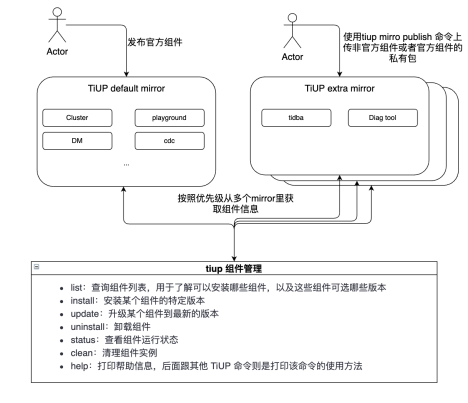 Actor
发布官方组件
Actor
使用tiup mirro publish 命令上
传非官方组件或者官方组件的
私有包
TiUP default mirror
Cluster
playground
DM
cdc
...
TiUP extra mirror
tidba
Diag tool
按照优先级从多个mirror里获
取组件信息
tiup 组件管理
• list：查询组件列表，用于了解可以安装哪些组件，以及这些组件可选哪些版本
• install：安装某个组件的特定版本
• update：升级某个组件到最新的版本
• uninstall：卸载组件
• status：查看组件运行状态
• clean：清理组件实例
• help：打印帮助信息，后面跟其他 TiUP 命令则是打印该命令的使用方法